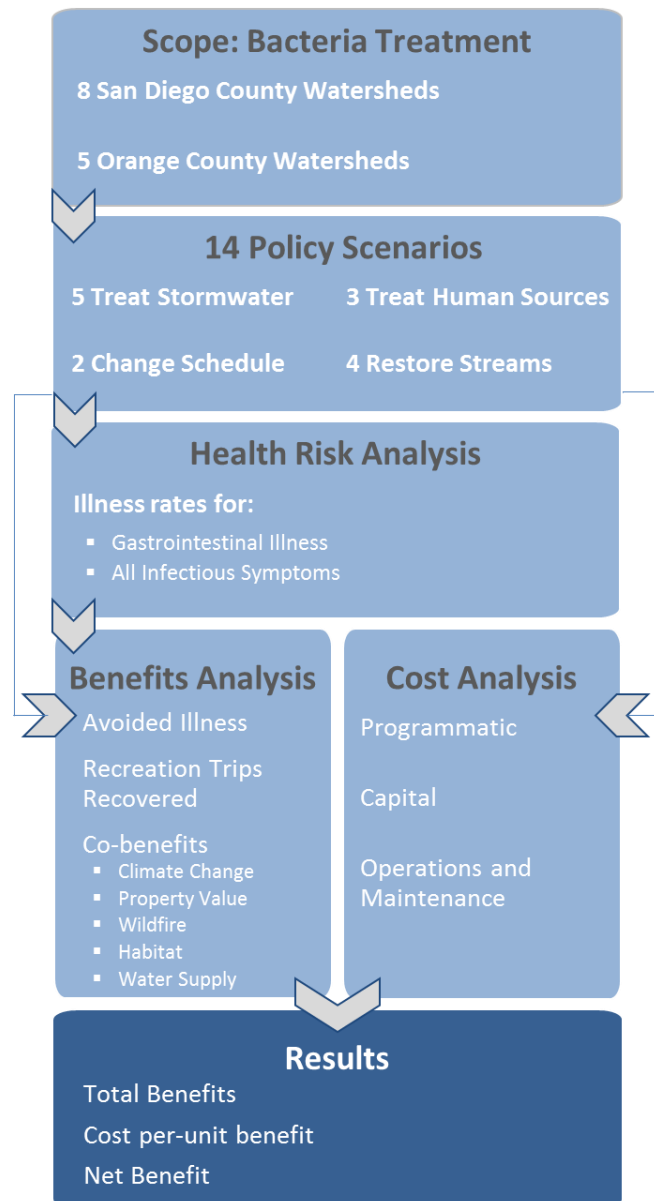 Scope: Bacteria Treatment
8 San Diego County Watersheds
5 Orange County Watersheds
14 Policy Scenarios
5 Treat Stormwater
3 Treat Human Sources
2 Change Schedule
4 Restore Streams
Health Risk Analysis
Illness rates for:
▪ Gastrointestinal Illness
▪ All Infectious Symptoms
Benefits Analysis
Avoided Illness
Recreation Trips
Recovered
Co-benefits
▪ Climate Change
▪ Property Value
▪ Wildfire
▪ Habitat
▪ Water Supply
Cost Analysis
Programmatic
Capital
Operations and
Maintenance
Results
Total Benefits
Cost per-unit benefit
Net Benefit